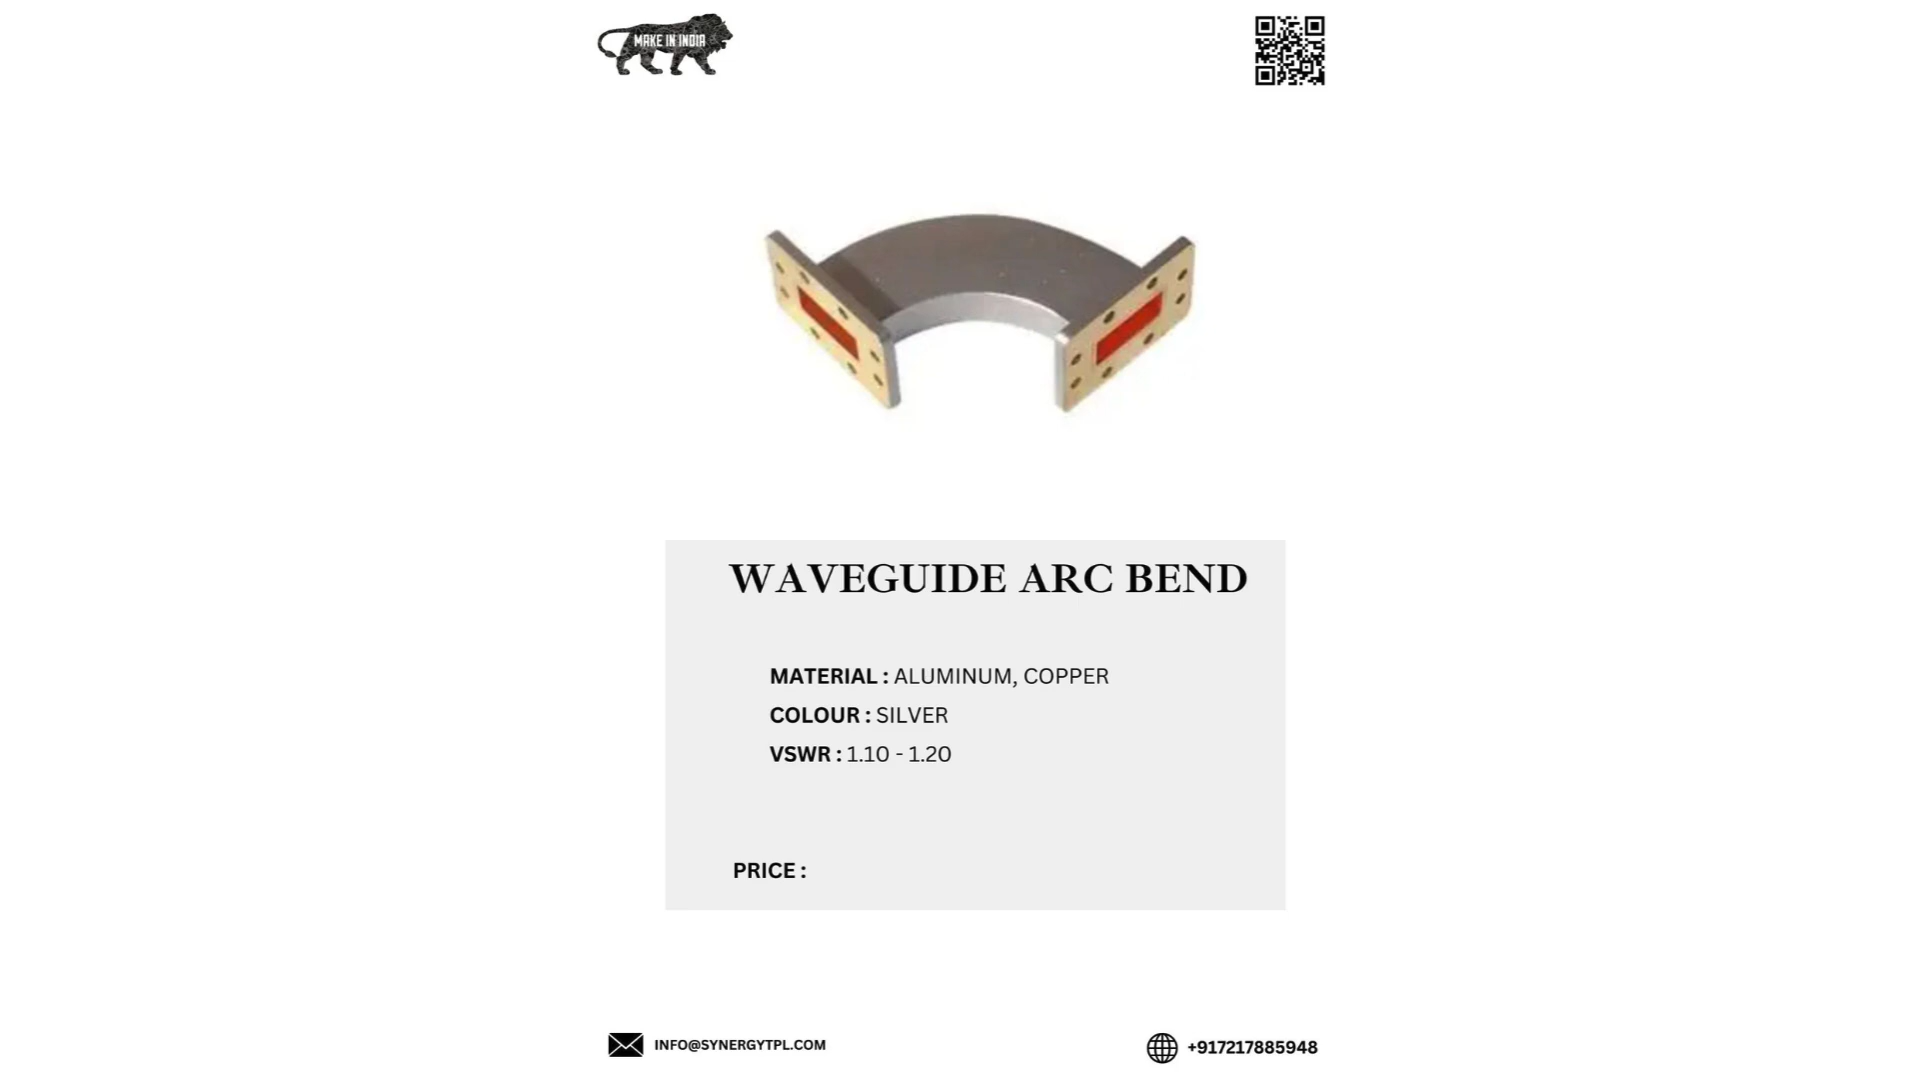 MAKE IN INDIA
WAVEGUIDE ARC BEND
MATERIAL : ALUMINUM, COPPER
COLOUR : SILVER
VSWR : 1.10 - 1.20
PRICE :
INFO@SYNERGYTPL.COM
+917217885948